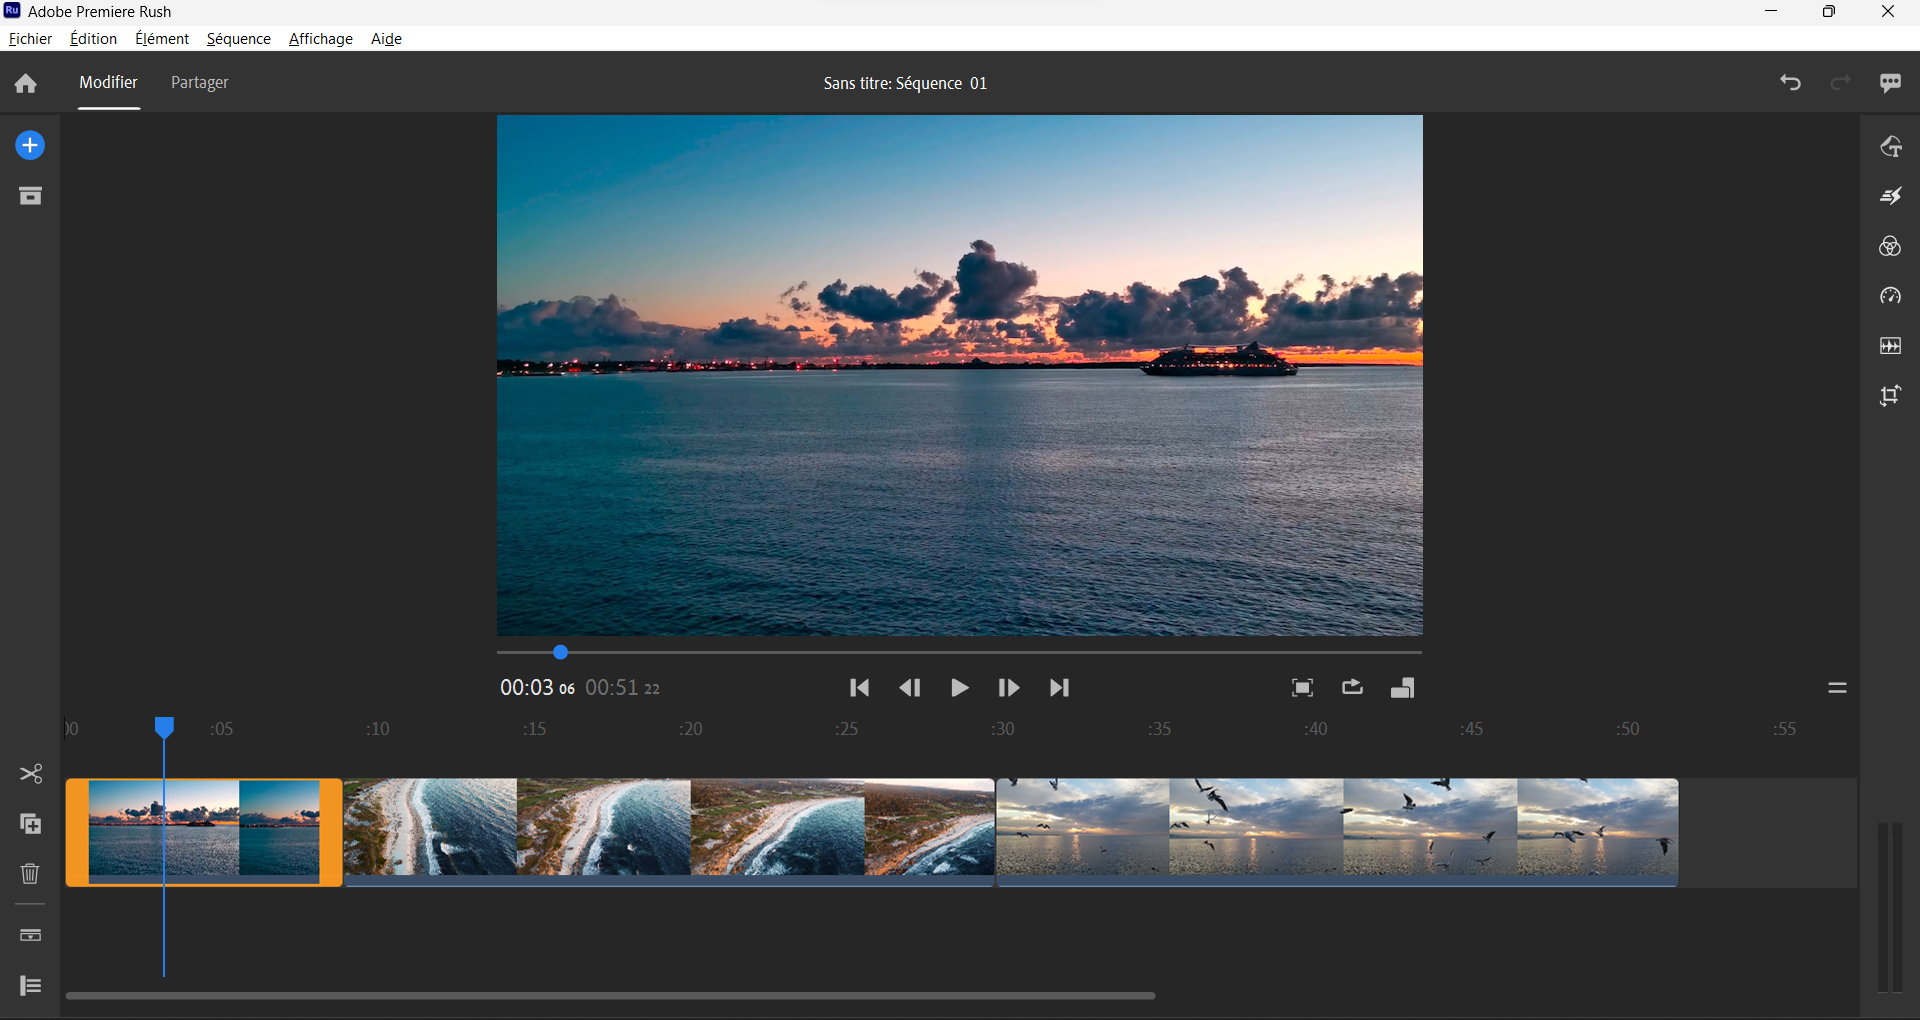 Ru Adobe Premiere Rush
Fichier Édition Élément Séquence Affichage Aide
Modifier Partager Sans titre: Séquence 01
00:03 06 00:51 22
:05 :10 :15 :20 :25 :30 :35 :40 :45 :50 :55